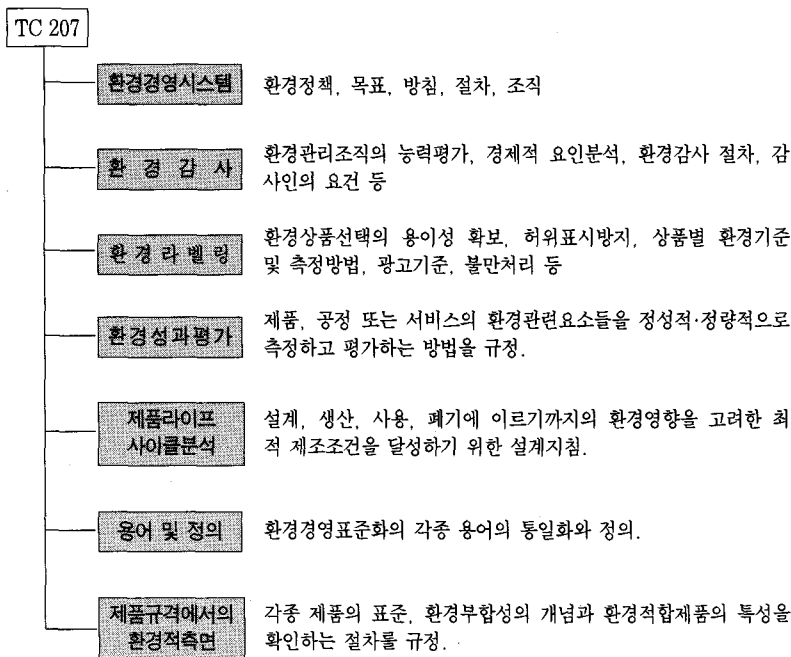 TC 207
환경경영시스템
환경정책, 목표, 방침, 절차, 조직
환 경 감 사
환경관리조직의 능력평가, 경제적 요인분석, 환경감사 절차, 감
사인의 요건 등
환 경 라 벨 링
환경상품선택의 용이성 확보, 허위표시방지, 상품별 환경기준
및 측정방법, 광고기준, 불만처리 등
환경성과평가
제품, 공정 또는 서비스의 환경관련요소들을 정성적·정량적으로
측정하고 평가하는 방법을 규정.
제품라이프
사이클분석
설계, 생산, 사용, 폐기에 이르기까지의 환경영향을 고려한 최
적 제조조건을 달성하기 위한 설계지침.
용어 및 정의
환경경영표준화의 각종 용어의 통일화와 정의.
제품규격에서의
환경적측면
각종 제품의 표준, 환경부합성의 개념과 환경적합제품의 특성을
확인하는 절차를 규정.